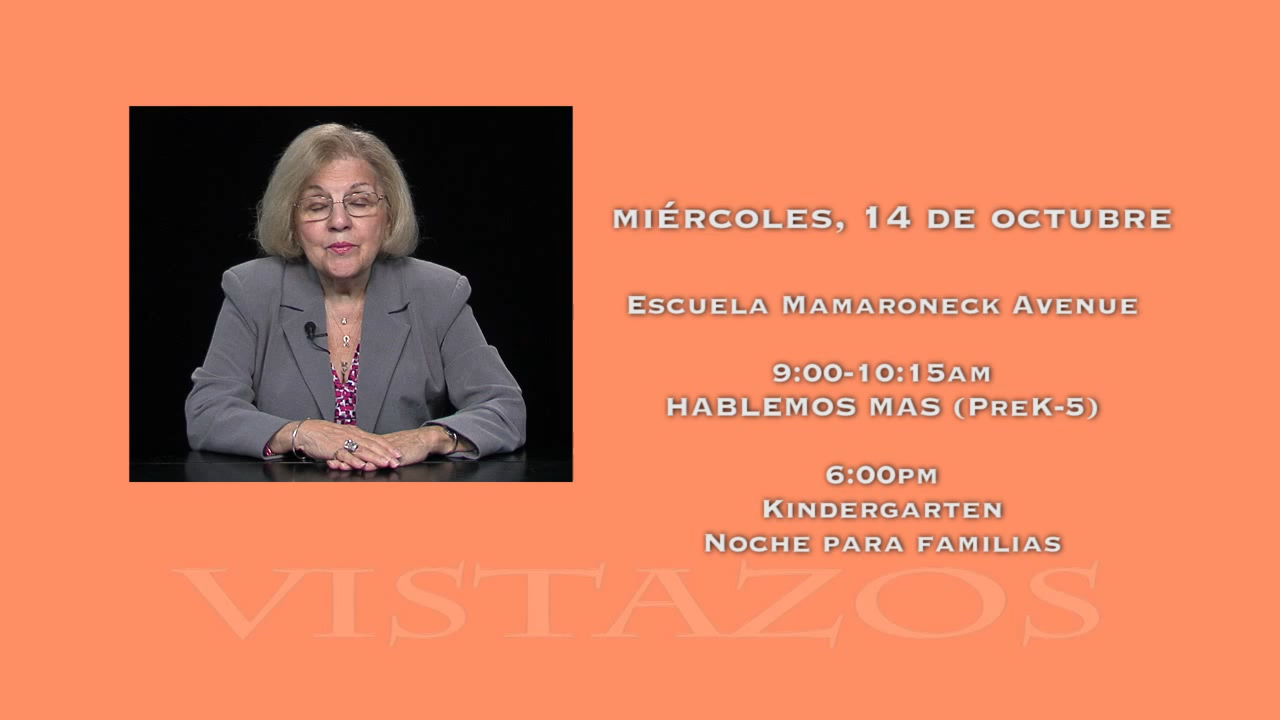 MIÉRCOLES, 14 DE OCTUBRE
ESCUELA MAMARONECK AVENUE
9:00-10:15AM
HABLEMOS MAS (PREK-5)
6:00PM
KINDERGARTEN
NOCHE PARA FAMILIAS
VISTAZOS